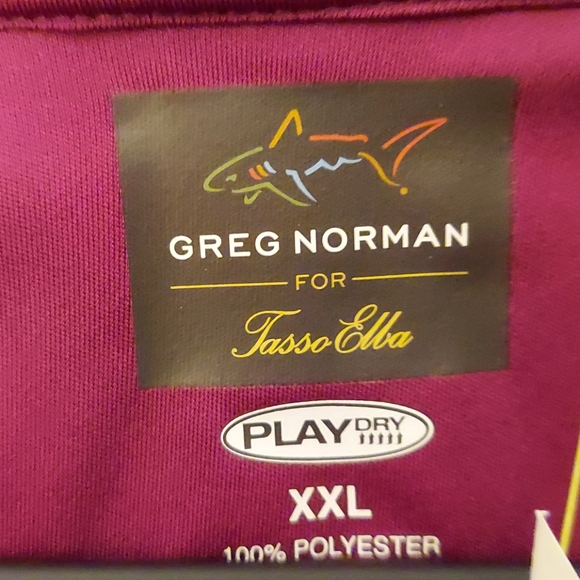 GREG NORMAN
FOR
Tasso Elba
PLAYDRY
XXL
100% POLYESTER